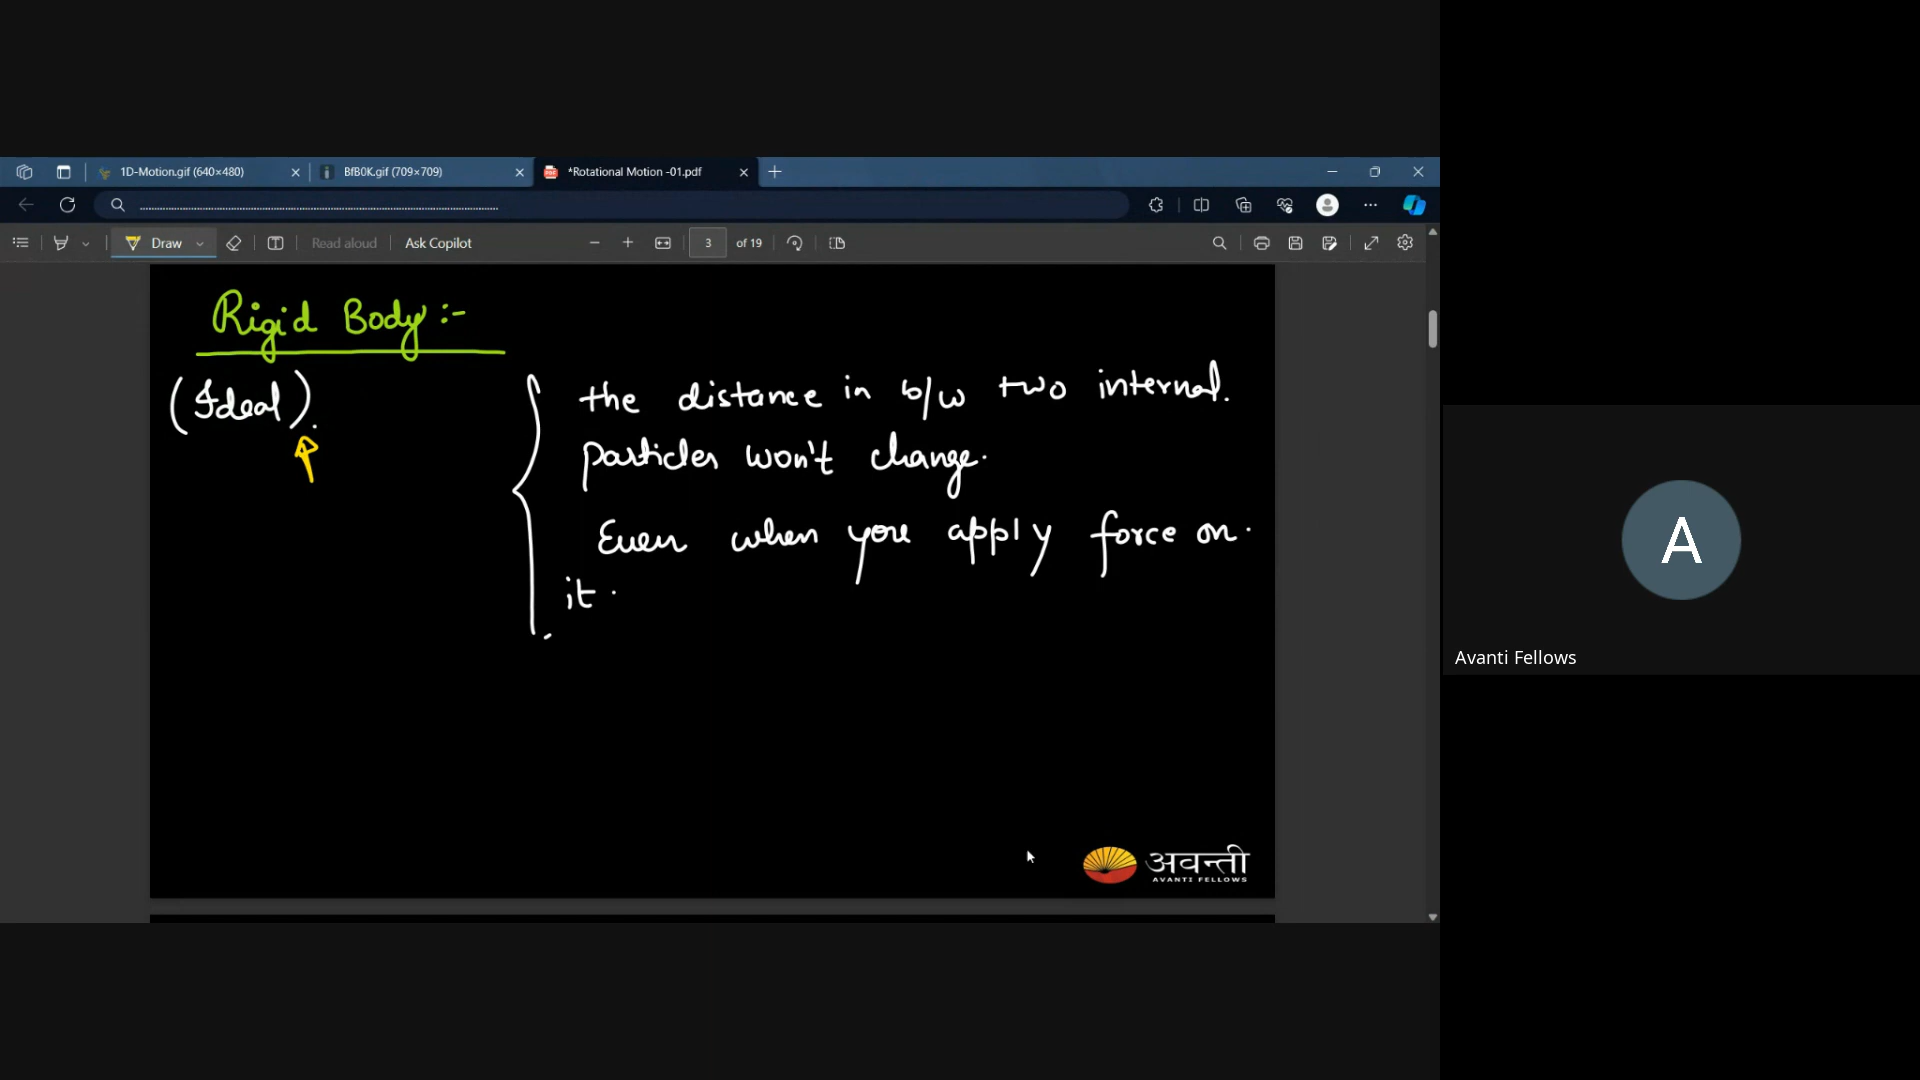 1D-Motion.gif (640×480)
BfB0K.gif (709×709)
*Rotational Motion -01.pdf
Draw
Read aloud
Ask Copilot
3
of 19
Rigid Body :-
(Ideal).
the distance in b/w two internal.
particles won't change.
Even when you apply force on.
it.
अवन्ती
AVANTI FELLOWS
A
Avanti Fellows